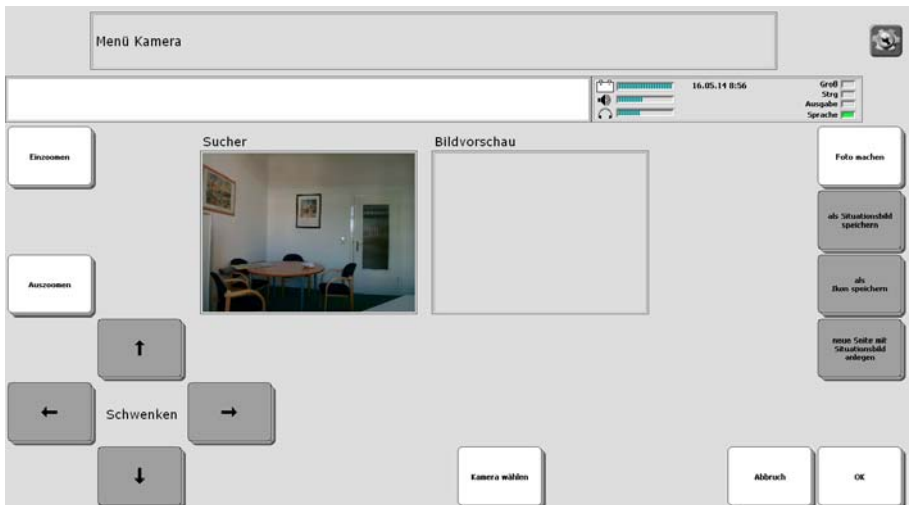 Menü Kamera
16.05.14 8:56
Groß
Strg
Ausgabe
Sprache
Einzoomen
Sucher
Bildvorschau
Foto machen
als Situationsbild
speichern
Auszoomen
als
Ikon speichern
neue Seite mit
Situationsbild
anlegen
↑
← Schwenken →
↓
Kamera wählen
Abbruch
OK